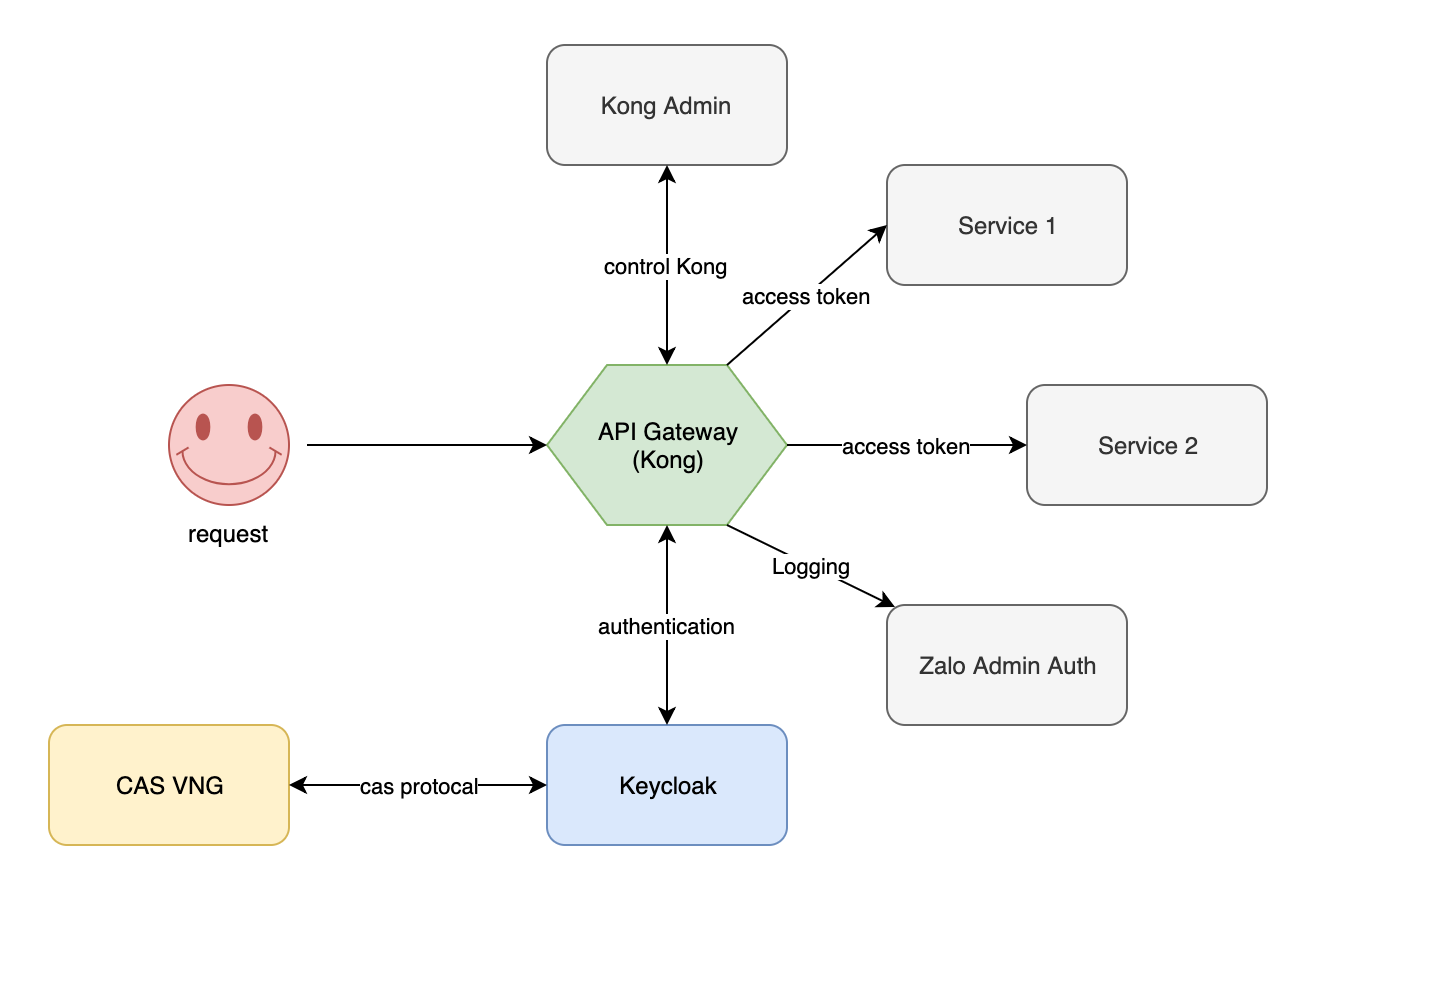 Kong Admin
Service 1
control Kong
access token
API Gateway
(Kong)
access token
Service 2
request
Logging
authentication
Zalo Admin Auth
CAS VNG
cas protocal
Keycloak